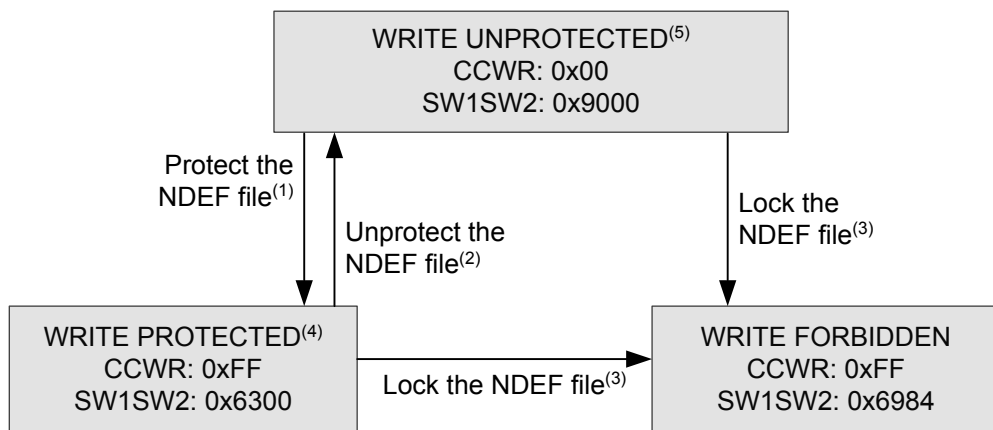 WRITE UNPROTECTED(5)
CCWR: 0x00
SW1SW2: 0x9000
Protect the
NDEF file(1)
Unprotect the
NDEF file(2)
Lock the
NDEF file(3)
WRITE PROTECTED(4)
CCWR: 0xFF
SW1SW2: 0x6300
Lock the NDEF file(3)
WRITE FORBIDDEN
CCWR: 0xFF
SW1SW2: 0x6984